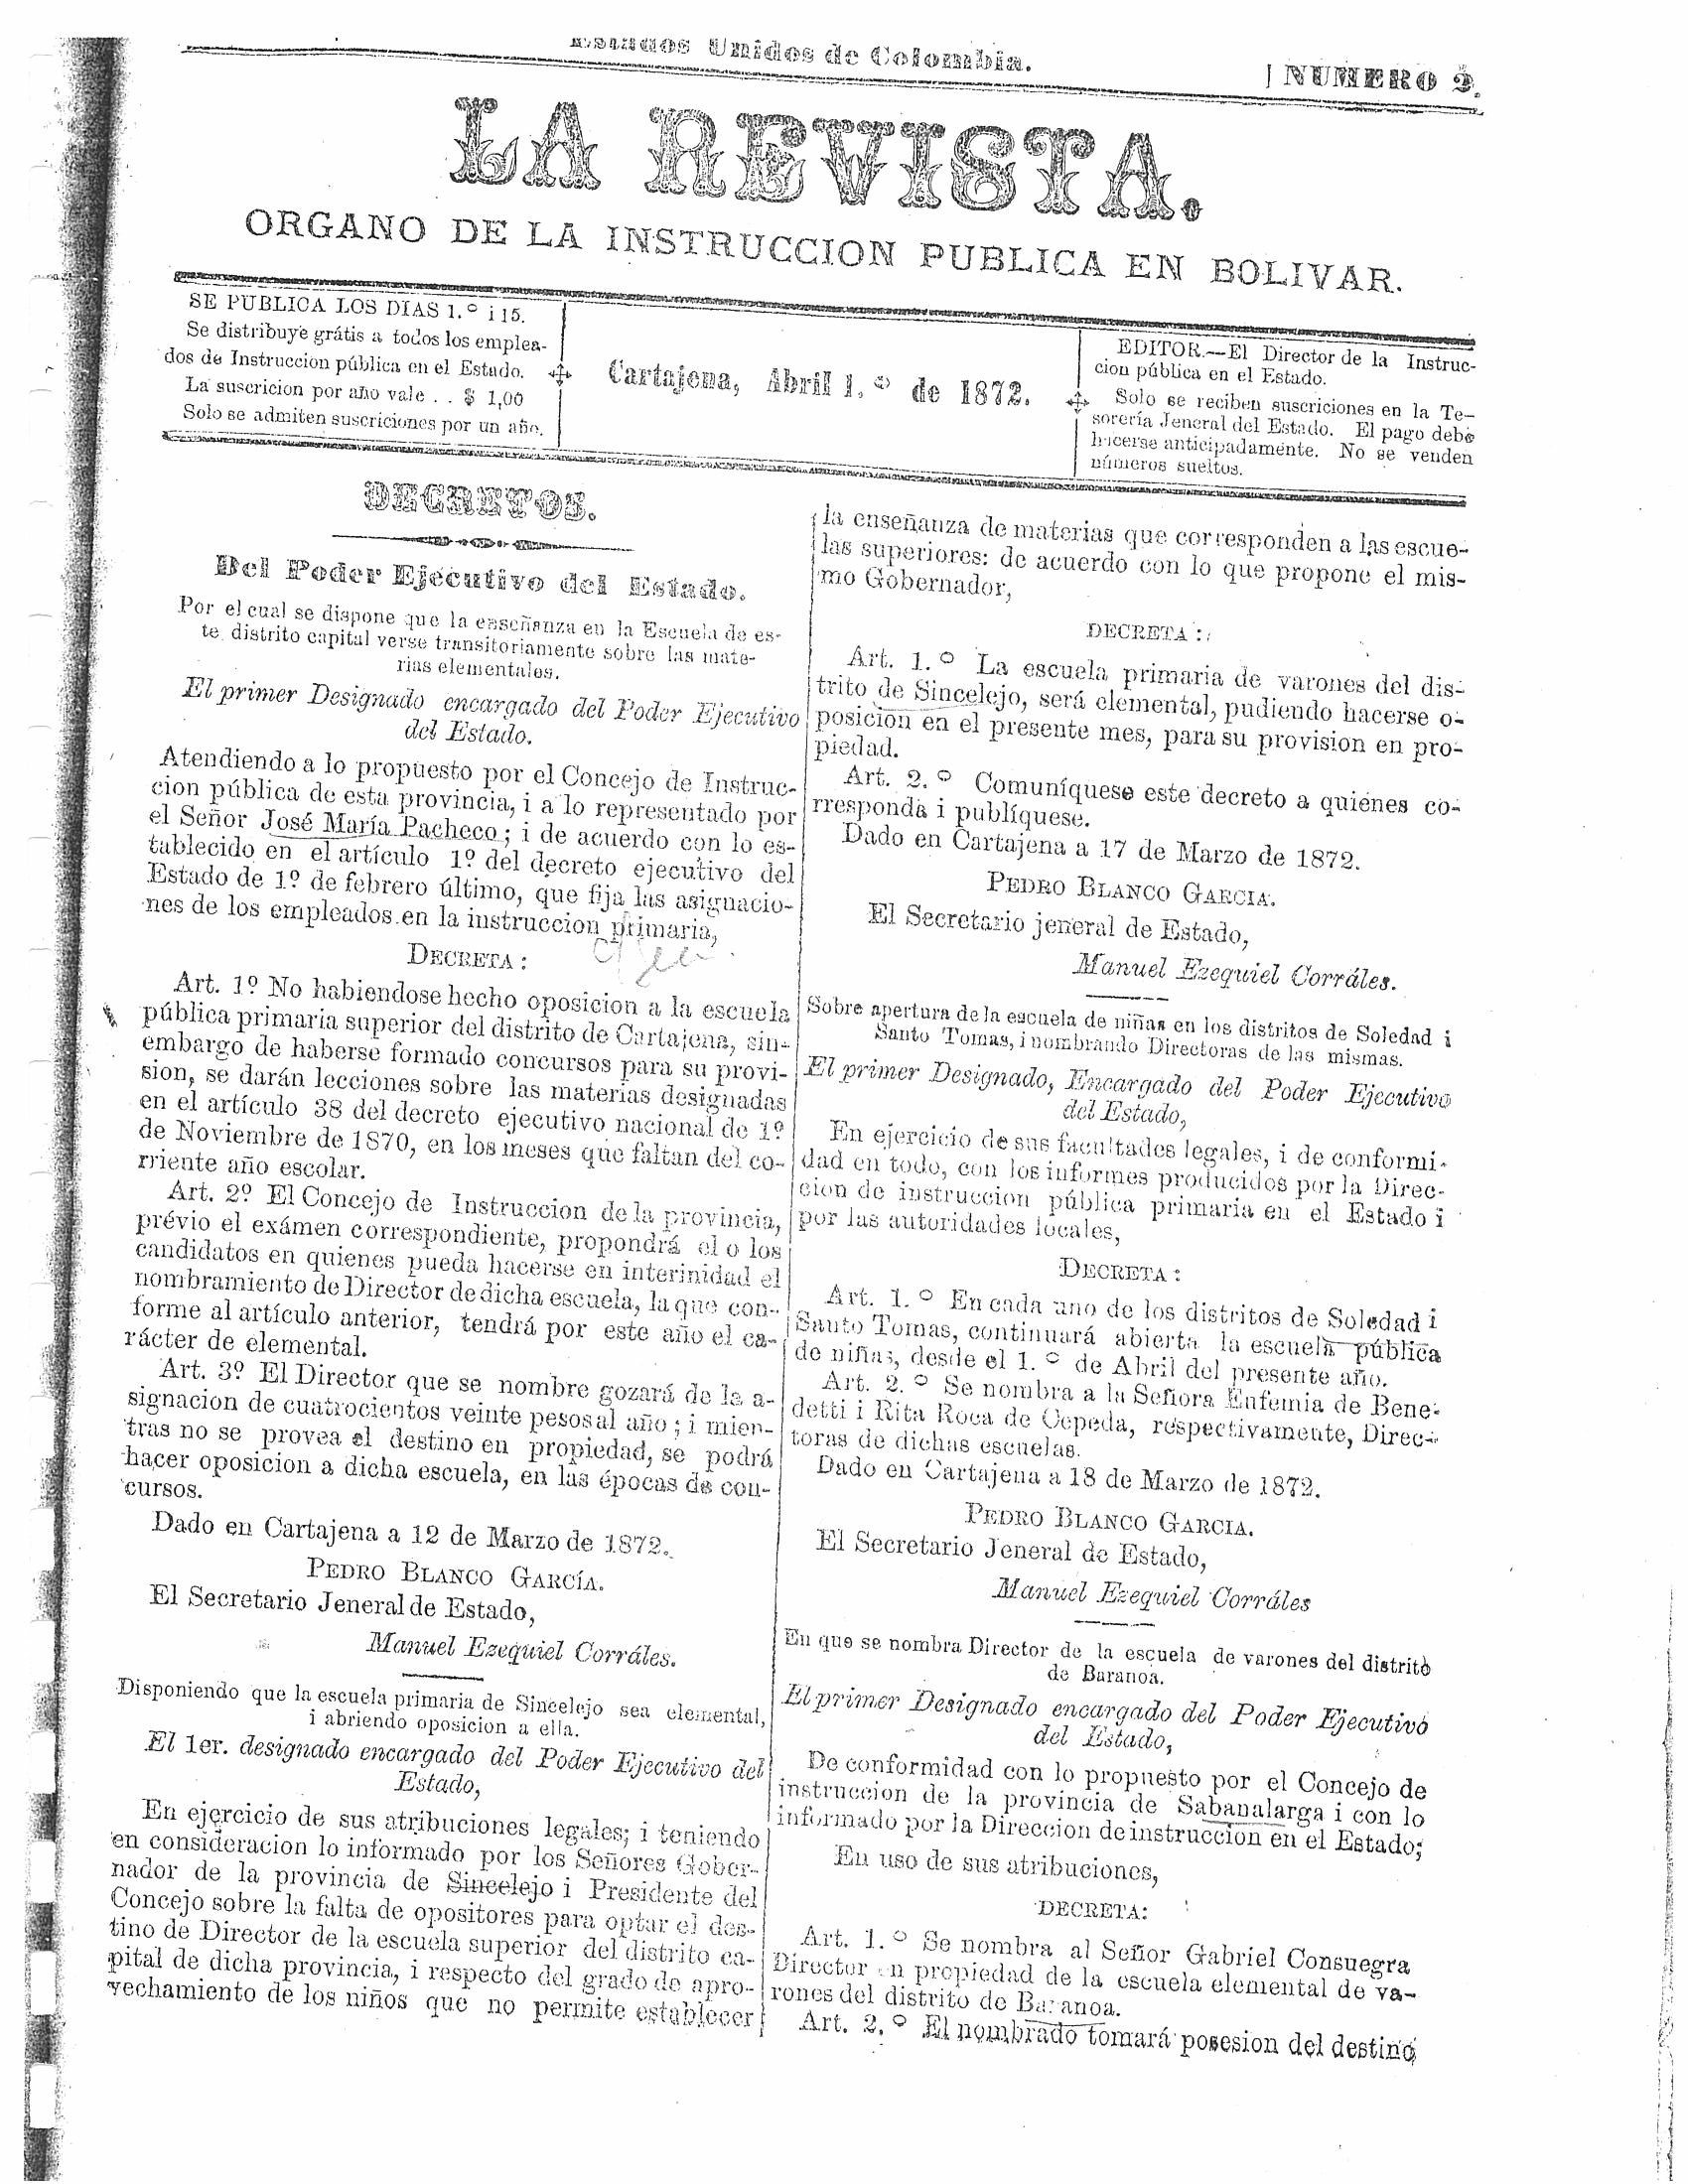 Estados Unidos de Colombia.
NUMERO 2.
LA REVISTA.
ORGANO DE LA INSTRUCCION PUBLICA EN BOLIVAR.
SE PUBLICA LOS DIAS 1.° i 15.
Se distribuye grátis a todos los emplea-
dos de Instruccion pública en el Estado.
La suscricion por año vale . . $ 1,00
Solo se admiten suscriciones por un año.
Cartajena, Abril 1.° de 1872.
EDITOR.—El Director de la Instruc-
cion pública en el Estado.
Solo se reciben suscriciones en la Te-
sorería Jeneral del Estado. El pago debe
hacerse anticipadamente. No se venden
números sueltos.
DECRETOS.
Del Poder Ejecutivo del Estado.
Por el cual se dispone que la enseñanza en la Escuela de es-
te distrito capital verse transitoriamente sobre las mate-
rias elementales.
El primer Designado encargado del Poder Ejecutivo
del Estado.
Atendiendo a lo propuesto por el Concejo de Instruc-
cion pública de esta provincia, i a lo representado por
el Señor José María Pacheco; i de acuerdo con lo es-
tablecido en el artículo 1º del decreto ejecutivo del
Estado de 1º de febrero último, que fija las asignacio-
nes de los empleados en la instruccion primaria,
DECRETA:
Art. 1º No habiendose hecho oposicion a la escuela
pública primaria superior del distrito de Cartajena, sin-
embargo de haberse formado concursos para su provi-
sion, se darán lecciones sobre las materias designadas
en el artículo 38 del decreto ejecutivo nacional de 1º
de Noviembre de 1870, en los meses que faltan del co-
rriente año escolar.
Art. 2º El Concejo de Instruccion de la provincia,
prévio el exámen correspondiente, propondrá el o los
candidatos en quienes pueda hacerse en interinidad el
nombramiento de Director de dicha escuela, la que con-
forme al artículo anterior, tendrá por este año el ca-
rácter de elemental.
Art. 3º El Director que se nombre gozará de la a-
signacion de cuatrocientos veinte pesos al año; i mien-
tras no se provea el destino en propiedad, se podrá
hacer oposicion a dicha escuela, en las épocas de con-
cursos.
Dado en Cartajena a 12 de Marzo de 1872.
PEDRO BLANCO GARCÍA.
El Secretario Jeneral de Estado,
Manuel Ezequiel Corráles.
Disponiendo que la escuela primaria de Sincelejo sea elemental,
i abriendo oposicion a ella.
El 1er. designado encargado del Poder Ejecutivo del
Estado,
En ejercicio de sus atribuciones legales; i teniendo
en consideracion lo informado por los Señores Gober-
nador de la provincia de Sincelejo i Presidente del
Concejo sobre la falta de opositores para optar el des-
tino de Director de la escuela superior del distrito ca-
pital de dicha provincia, i respecto del grado de apro-
vechamiento de los niños que no permite establecer
la enseñanza de materias que corresponden a las escue-
las superiores: de acuerdo con lo que propone el mis-
mo Gobernador,
DECRETA:
Art. 1.° La escuela primaria de varones del dis-
trito de Sincelejo, será elemental, pudiendo hacerse o-
posicion en el presente mes, para su provision en pro-
piedad.
Art. 2.° Comuníquese este decreto a quienes co-
rresponda i publíquese.
Dado en Cartajena a 17 de Marzo de 1872.
PEDRO BLANCO GARCIA.
El Secretario jeneral de Estado,
Manuel Ezequiel Corráles.
Sobre apertura de la escuela de niñas en los distritos de Soledad i
Santo Tomas, i nombrando Directoras de las mismas.
El primer Designado, Encargado del Poder Ejecutivo
del Estado,
En ejercicio de sus facultades legales, i de conformi-
dad en todo, con los informes producidos por la Direc-
cion de instruccion pública primaria en el Estado i
por las autoridades locales,
DECRETA:
Art. 1.° En cada uno de los distritos de Soledad i
Santo Tomas, continuará abierta la escuela pública
de niñas, desde el 1.° de Abril del presente año.
Art. 2.° Se nombra a la Señora Eufemia de Bene-
detti i Rita Roca de Cepeda, respectivamente, Direc-
toras de dichas escuelas.
Dado en Cartajena a 18 de Marzo de 1872.
PEDRO BLANCO GARCIA.
El Secretario Jeneral de Estado,
Manuel Ezequiel Corráles
En que se nombra Director de la escuela de varones del distrito
de Baranoa.
El primer Designado encargado del Poder Ejecutivo
del Estado,
De conformidad con lo propuesto por el Concejo de
instruccion de la provincia de Sabanalarga i con lo
informado por la Direccion de instruccion en el Estado;
En uso de sus atribuciones,
DECRETA:
Art. 1.° Se nombra al Señor Gabriel Consuegra
Director en propiedad de la escuela elemental de va-
rones del distrito de Baranoa.
Art. 2.° El nombrado tomará posesion del destino